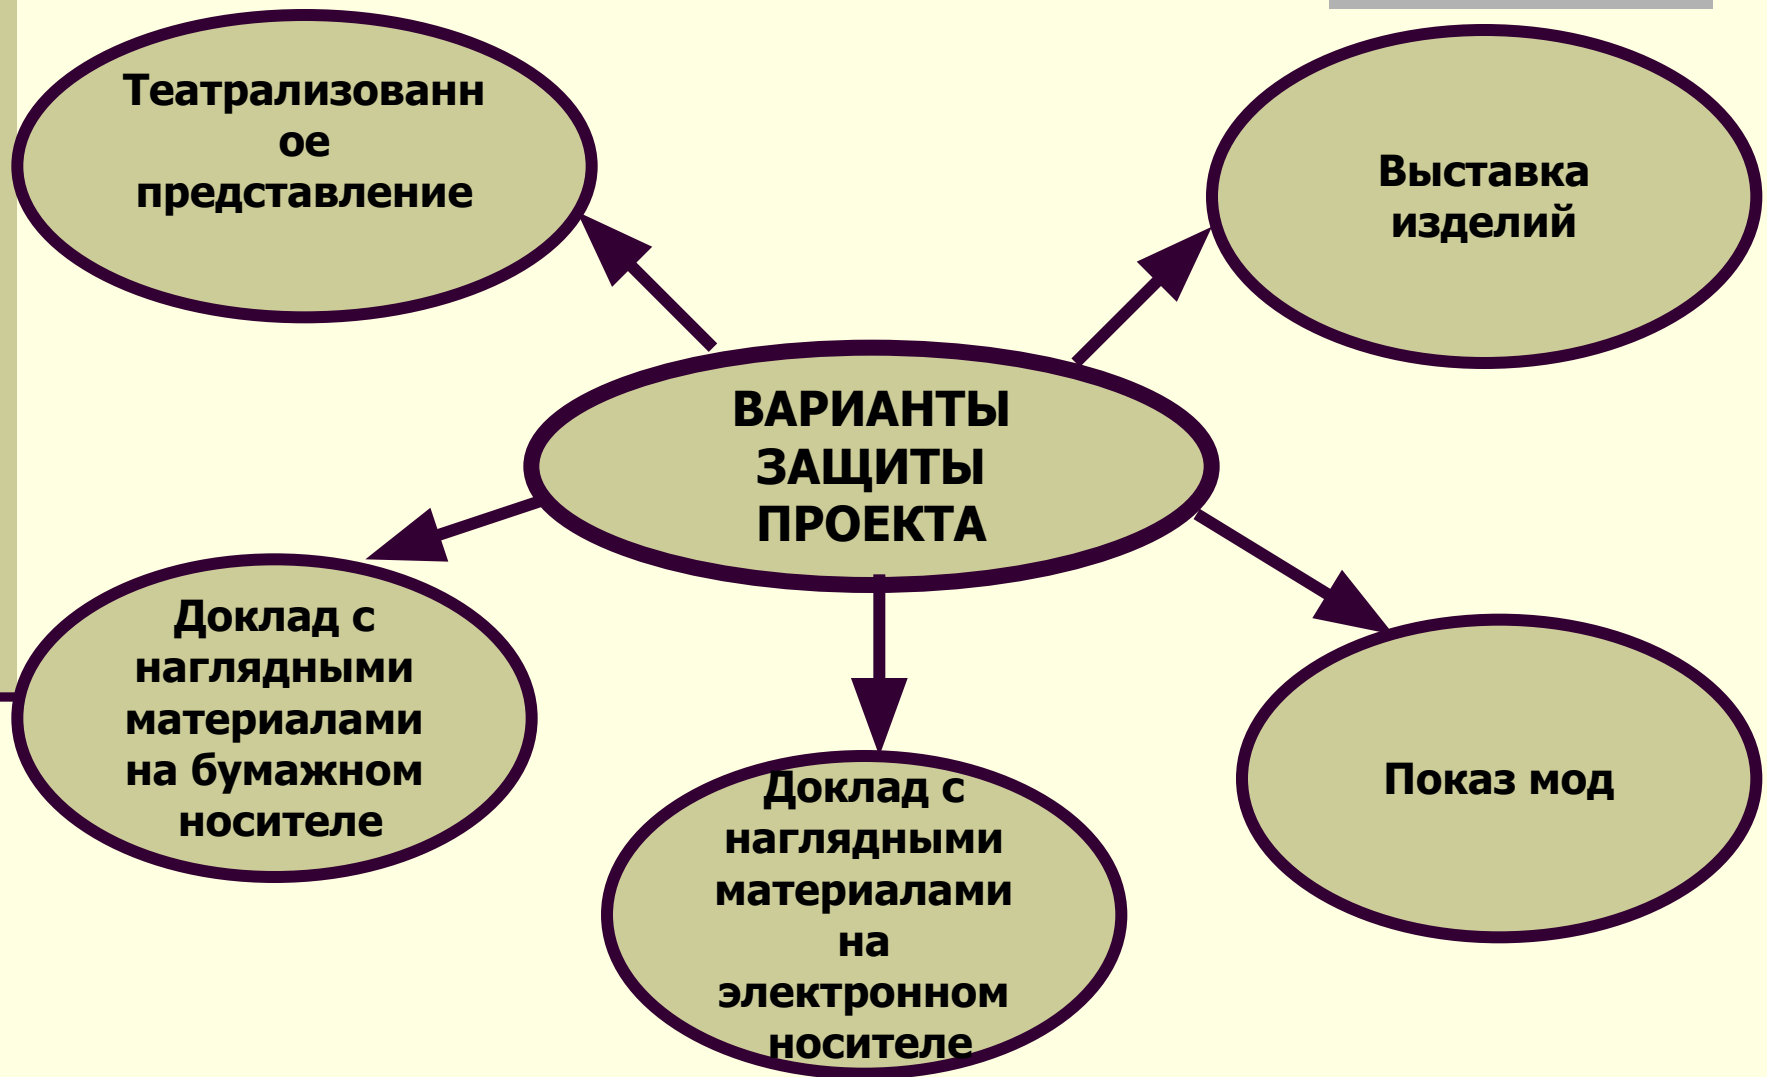 Театрализованн
ое
представление
Выставка
изделий
ВАРИАНТЫ
ЗАЩИТЫ
ПРОЕКТА
Доклад с
наглядными
материалами
на бумажном
носителе
Доклад с
наглядными
материалами
на
электронном
носителе
Показ мод